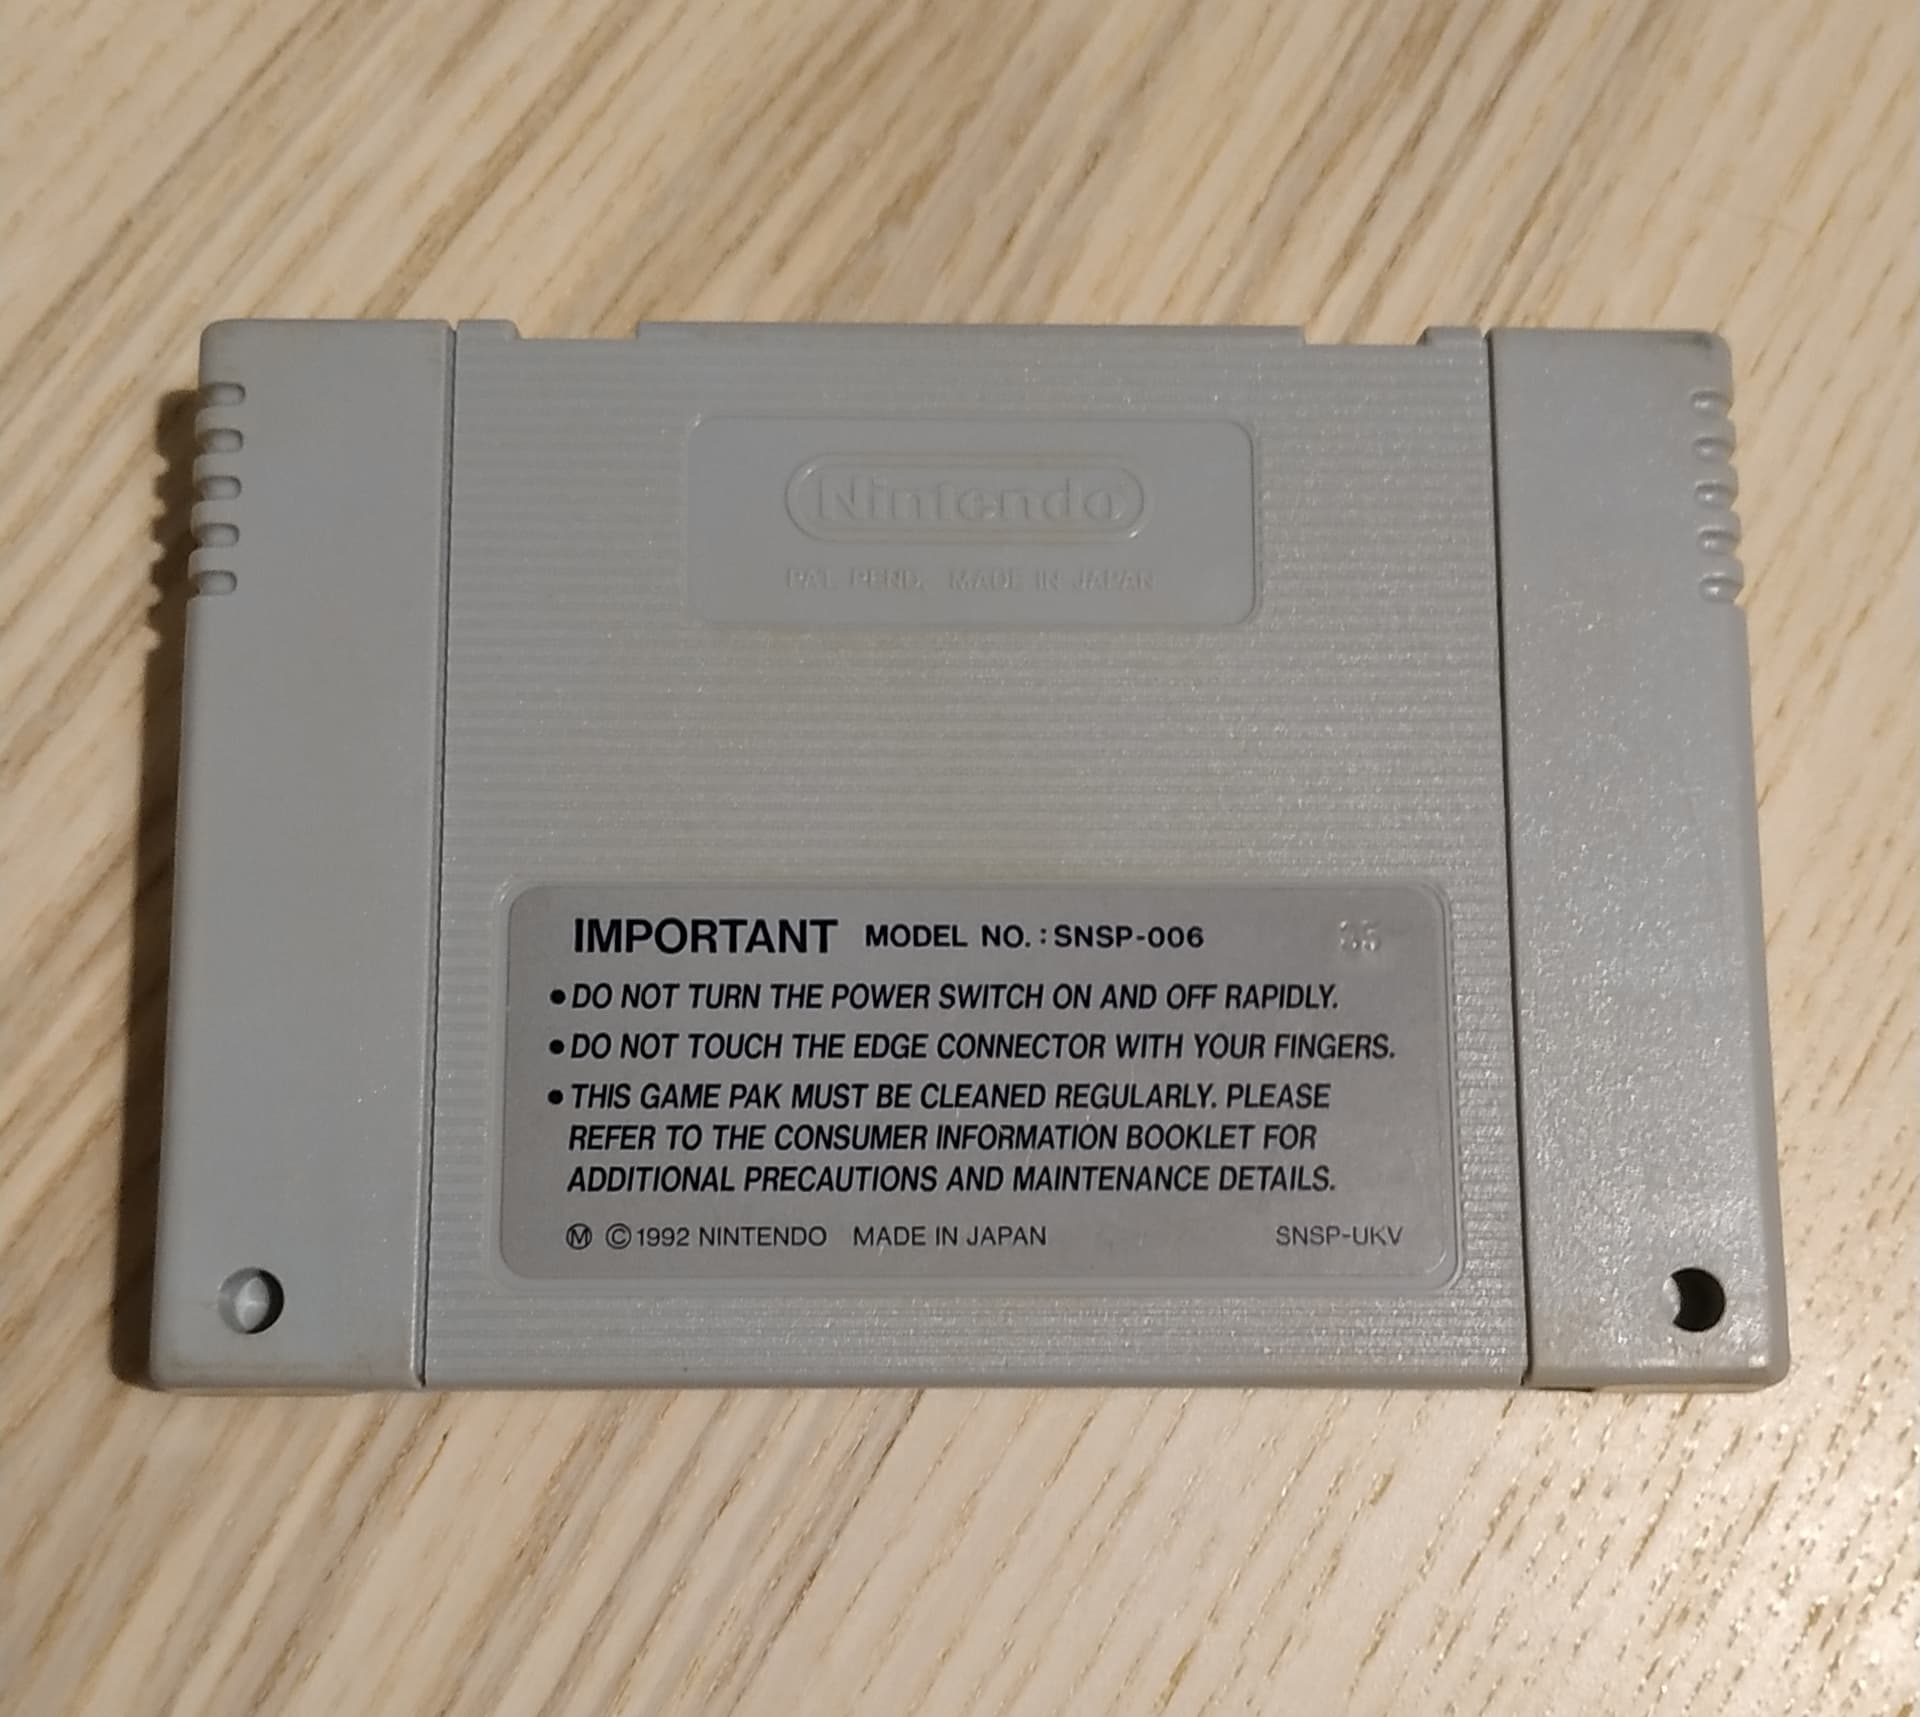 Nintendo
PAT. PEND. MADE IN JAPAN
IMPORTANT MODEL NO. : SNSP-006
●DO NOT TURN THE POWER SWITCH ON AND OFF RAPIDLY.
●DO NOT TOUCH THE EDGE CONNECTOR WITH YOUR FINGERS.
●THIS GAME PAK MUST BE CLEANED REGULARLY. PLEASE
REFER TO THE CONSUMER INFORMATION BOOKLET FOR
ADDITIONAL PRECAUTIONS AND MAINTENANCE DETAILS.
Ⓜ ©1992 NINTENDO MADE IN JAPAN SNSP-UKV